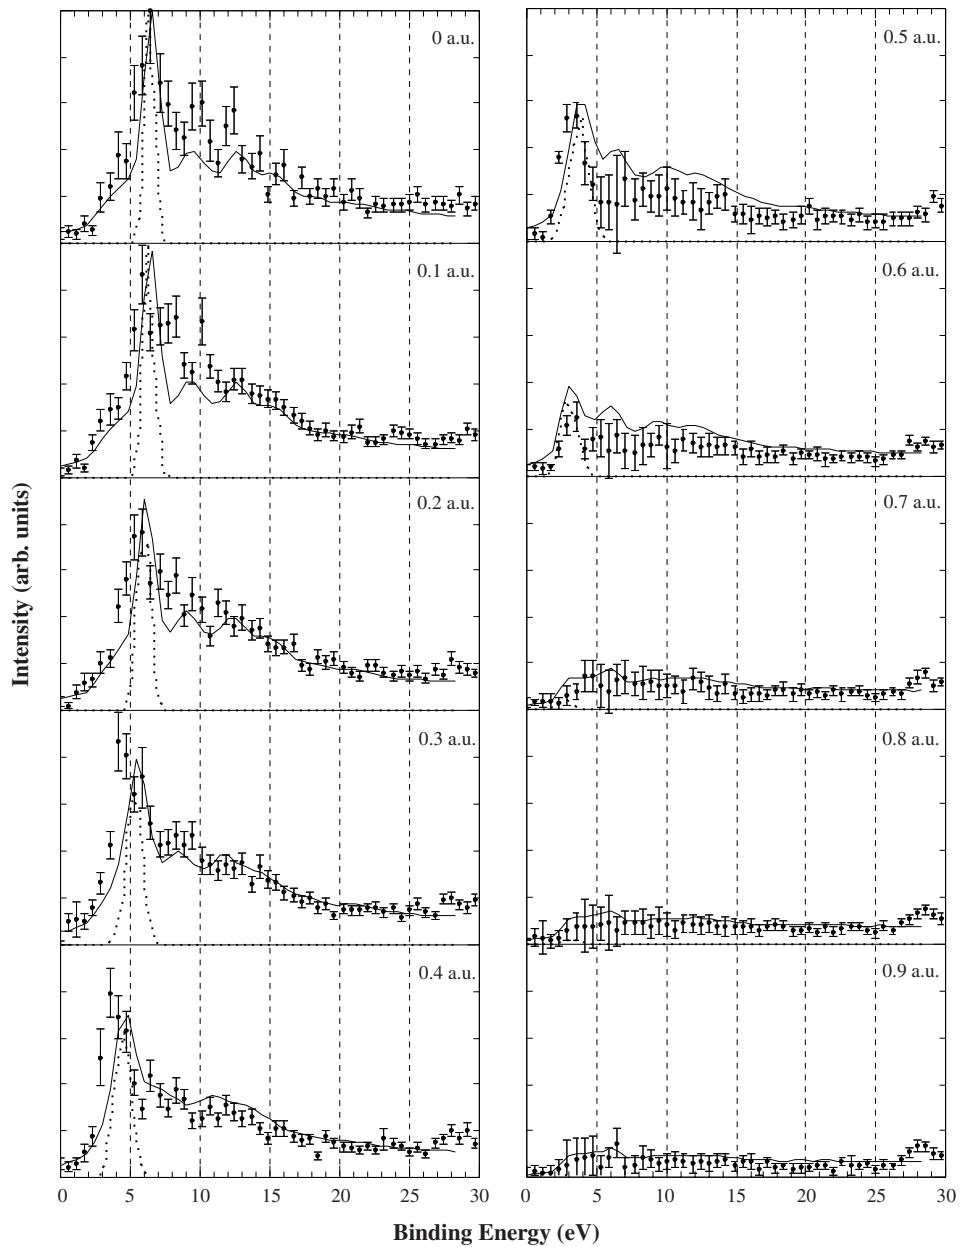 0 a.u.
0.1 a.u.
0.2 a.u.
0.3 a.u.
0.4 a.u.
0 5 10 15 20 25 30
0.5 a.u.
0.6 a.u.
0.7 a.u.
0.8 a.u.
0.9 a.u.
0 5 10 15 20 25 30
Intensity (arb. units)
Binding Energy (eV)